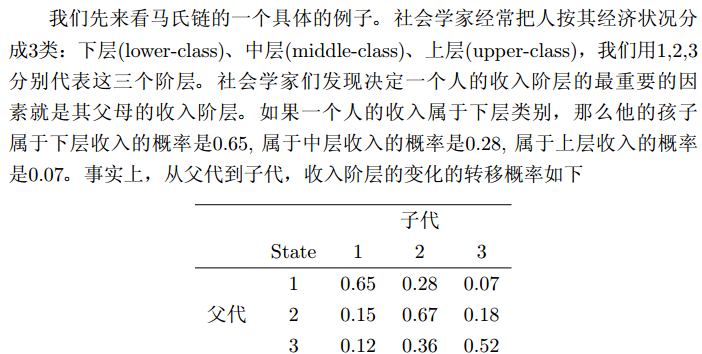 我们先来看马氏链的一个具体的例子。社会学家经常把人按其经济状况分
成3类：下层(lower-class)、中层(middle-class)、上层(upper-class)，我们用1,2,3
分别代表这三个阶层。社会学家们发现决定一个人的收入阶层的最重要的因
素就是其父母的收入阶层。如果一个人的收入属于下层类别，那么他的孩子
属于下层收入的概率是0.65, 属于中层收入的概率是0.28, 属于上层收入的概率
是0.07。事实上，从父代到子代，收入阶层的变化的转移概率如下
子代
State 1 2 3
1 0.65 0.28 0.07
父代 2 0.15 0.67 0.18
3 0.12 0.36 0.52